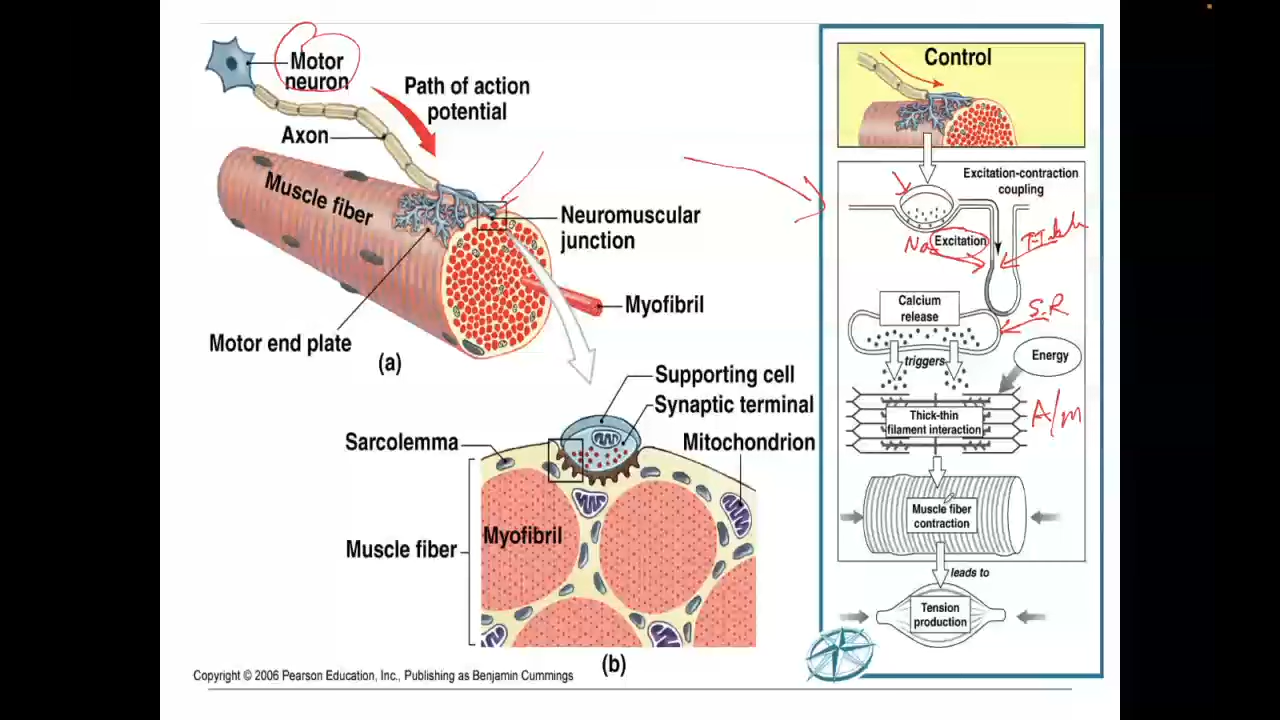 Motor
neuron
Path of action
potential
Axon
Muscle fiber
Neuromuscular
junction
Myofibril
Motor end plate
(a)
Supporting cell
Synaptic terminal
Sarcolemma
Mitochondrion
Myofibril
Muscle fiber
(b)
Copyright © 2006 Pearson Education, Inc., Publishing as Benjamin Cummings
Control
Excitation-contraction
coupling
Na
Excitation
Calcium
release
S.R
triggers
Energy
Thick-thin
filament interaction
A/m
Muscle fiber
contraction
leads to
Tension
production